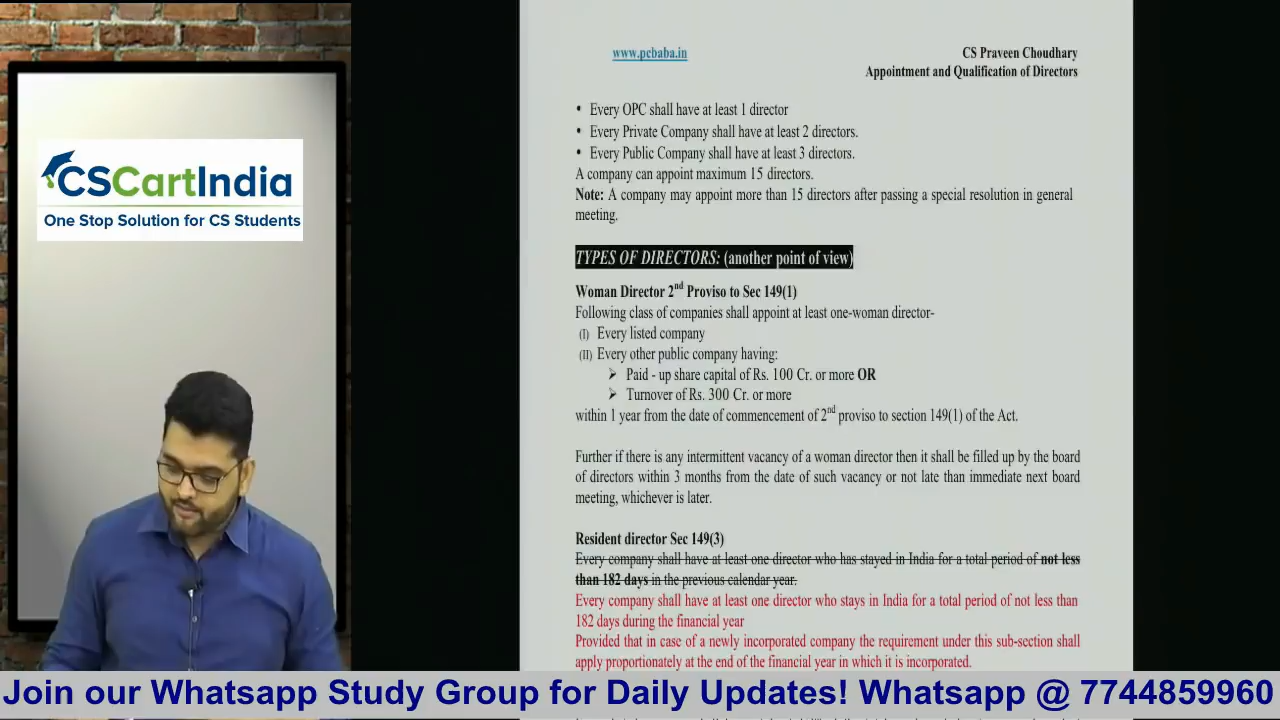 CSCartIndia
One Stop Solution for CS Students
www.pcbaba.in
CS Praveen Choudhary
Appointment and Qualification of Directors
• Every OPC shall have at least 1 director
• Every Private Company shall have at least 2 directors.
• Every Public Company shall have at least 3 directors.
A company can appoint maximum 15 directors.
Note: A company may appoint more than 15 directors after passing a special resolution in general
meeting.
TYPES OF DIRECTORS: (another point of view)
Woman Director 2nd Proviso to Sec 149(1)
Following class of companies shall appoint at least one-woman director-
(I) Every listed company
(II) Every other public company having:
➢ Paid - up share capital of Rs. 100 Cr. or more OR
➢ Turnover of Rs. 300 Cr. or more
within 1 year from the date of commencement of 2nd proviso to section 149(1) of the Act.
Further if there is any intermittent vacancy of a woman director then it shall be filled up by the board
of directors within 3 months from the date of such vacancy or not late than immediate next board
meeting, whichever is later.
Resident director Sec 149(3)
Every company shall have at least one director who has stayed in India for a total period of not less
than 182 days in the previous calendar year.
Every company shall have at least one director who stays in India for a total period of not less than
182 days during the financial year
Provided that in case of a newly incorporated company the requirement under this sub-section shall
apply proportionately at the end of the financial year in which it is incorporated.
Join our Whatsapp Study Group for Daily Updates! Whatsapp @ 7744859960